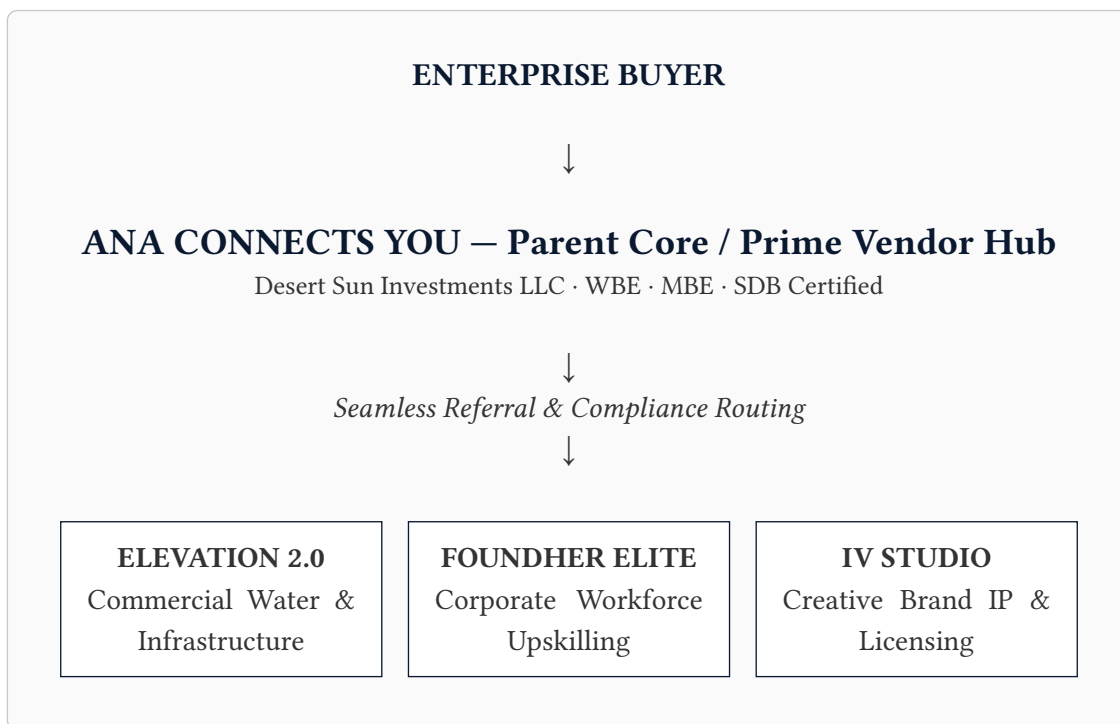 ENTERPRISE BUYER
↓
ANA CONNECTS YOU — Parent Core / Prime Vendor Hub
Desert Sun Investments LLC · WBE · MBE · SDB Certified
↓
Seamless Referral & Compliance Routing
↓
ELEVATION 2.0
Commercial Water &
Infrastructure
FOUNDHER ELITE
Corporate Workforce
Upskilling
IV STUDIO
Creative Brand IP &
Licensing